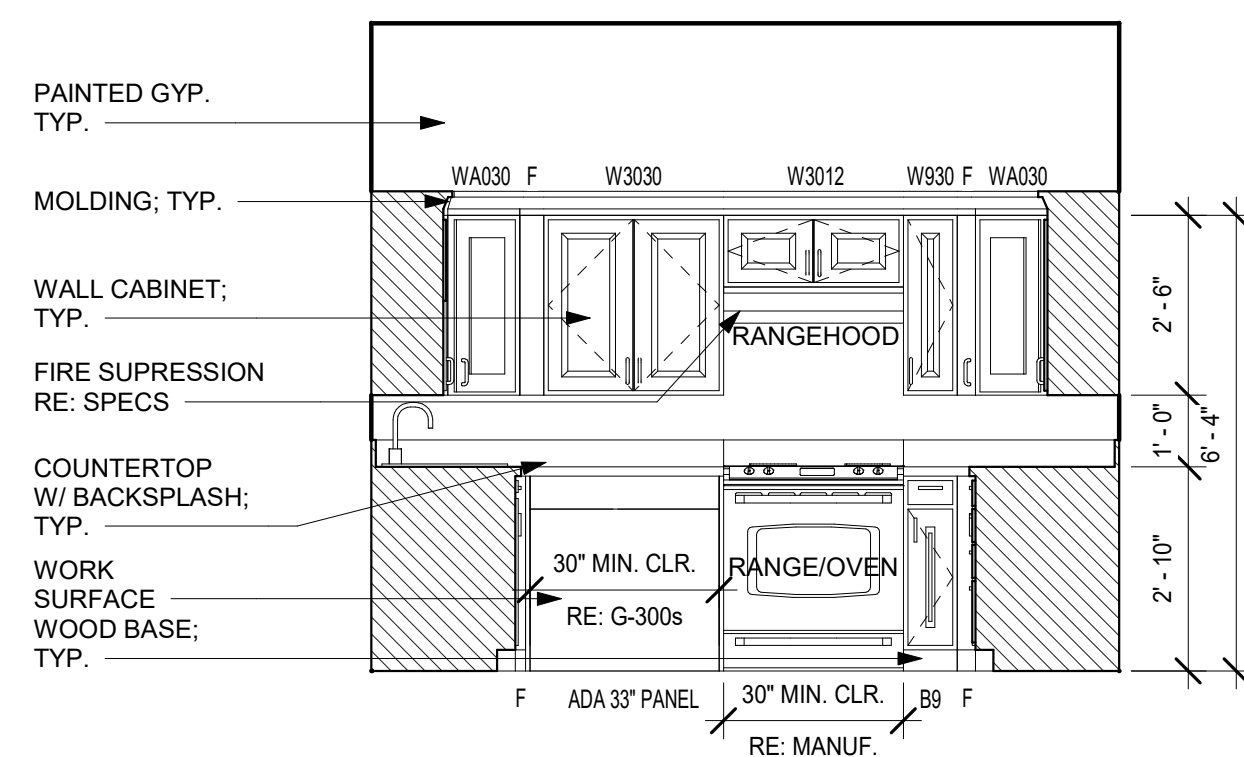 PAINTED GYP.
TYP.
MOLDING; TYP.
WALL CABINET;
TYP.
FIRE SUPRESSION
RE: SPECS
COUNTERTOP
W/ BACKSPLASH;
TYP.
WORK
SURFACE
WOOD BASE;
TYP.
WA030 F W3030 W3012 W930 F WA030
RANGEHOOD
30" MIN. CLR.
RE: G-300s
RANGE/OVEN
F ADA 33" PANEL 30" MIN. CLR. B9 F
RE: MANUF.
2' - 6"
1' - 0"
2' - 10"
6' - 4"